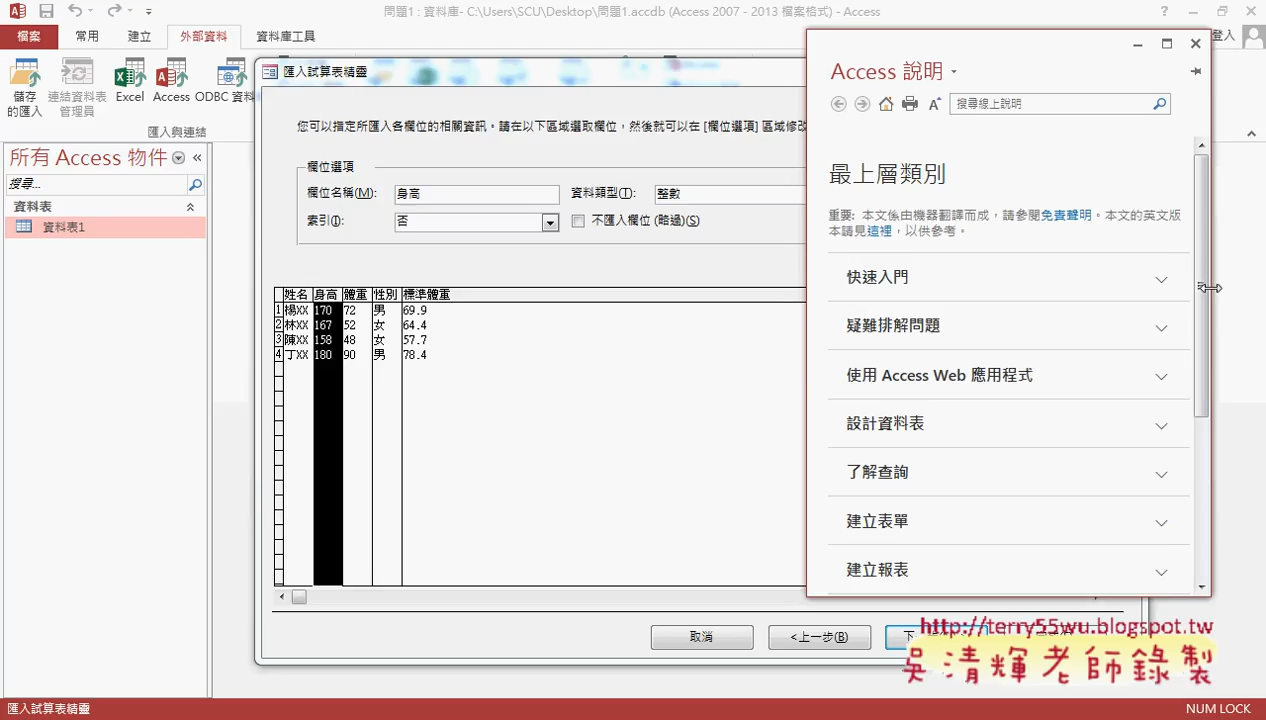 問題1 : 資料庫- C:\Users\SCU\Desktop\問題1.accdb (Access 2007 - 2013 檔案格式) - Access
檔案 常用 建立 外部資料 資料庫工具 登入
儲存的匯入 連結資料表管理員 Excel Access ODBC 資料
匯入與連結
所有 Access 物件
搜尋...
資料表
資料表1
匯入試算表精靈
您可以指定所匯入各欄位的相關資訊。請在以下區域選取欄位，然後就可以在 [欄位選項] 區域修改
欄位選項
欄位名稱(M): 身高 資料類型(T): 整數
索引(I): 否 不匯入欄位 (略過)(S)
姓名 身高 體重 性別 標準體重
1 楊XX 170 72 男 69.9
2 林XX 167 52 女 64.4
3 陳XX 158 48 女 57.7
4 丁XX 180 90 男 78.4
取消 <上一步(B) 下
Access 說明
搜尋線上說明
最上層類別
重要: 本文係由機器翻譯而成，請參閱免責聲明。本文的英文版
本請見這裡，以供參考。
快速入門
疑難排解問題
使用 Access Web 應用程式
設計資料表
了解查詢
建立表單
建立報表
http://terry55wu.blogspot.tw
吳清輝老師錄製
匯入試算表精靈 NUM LOCK